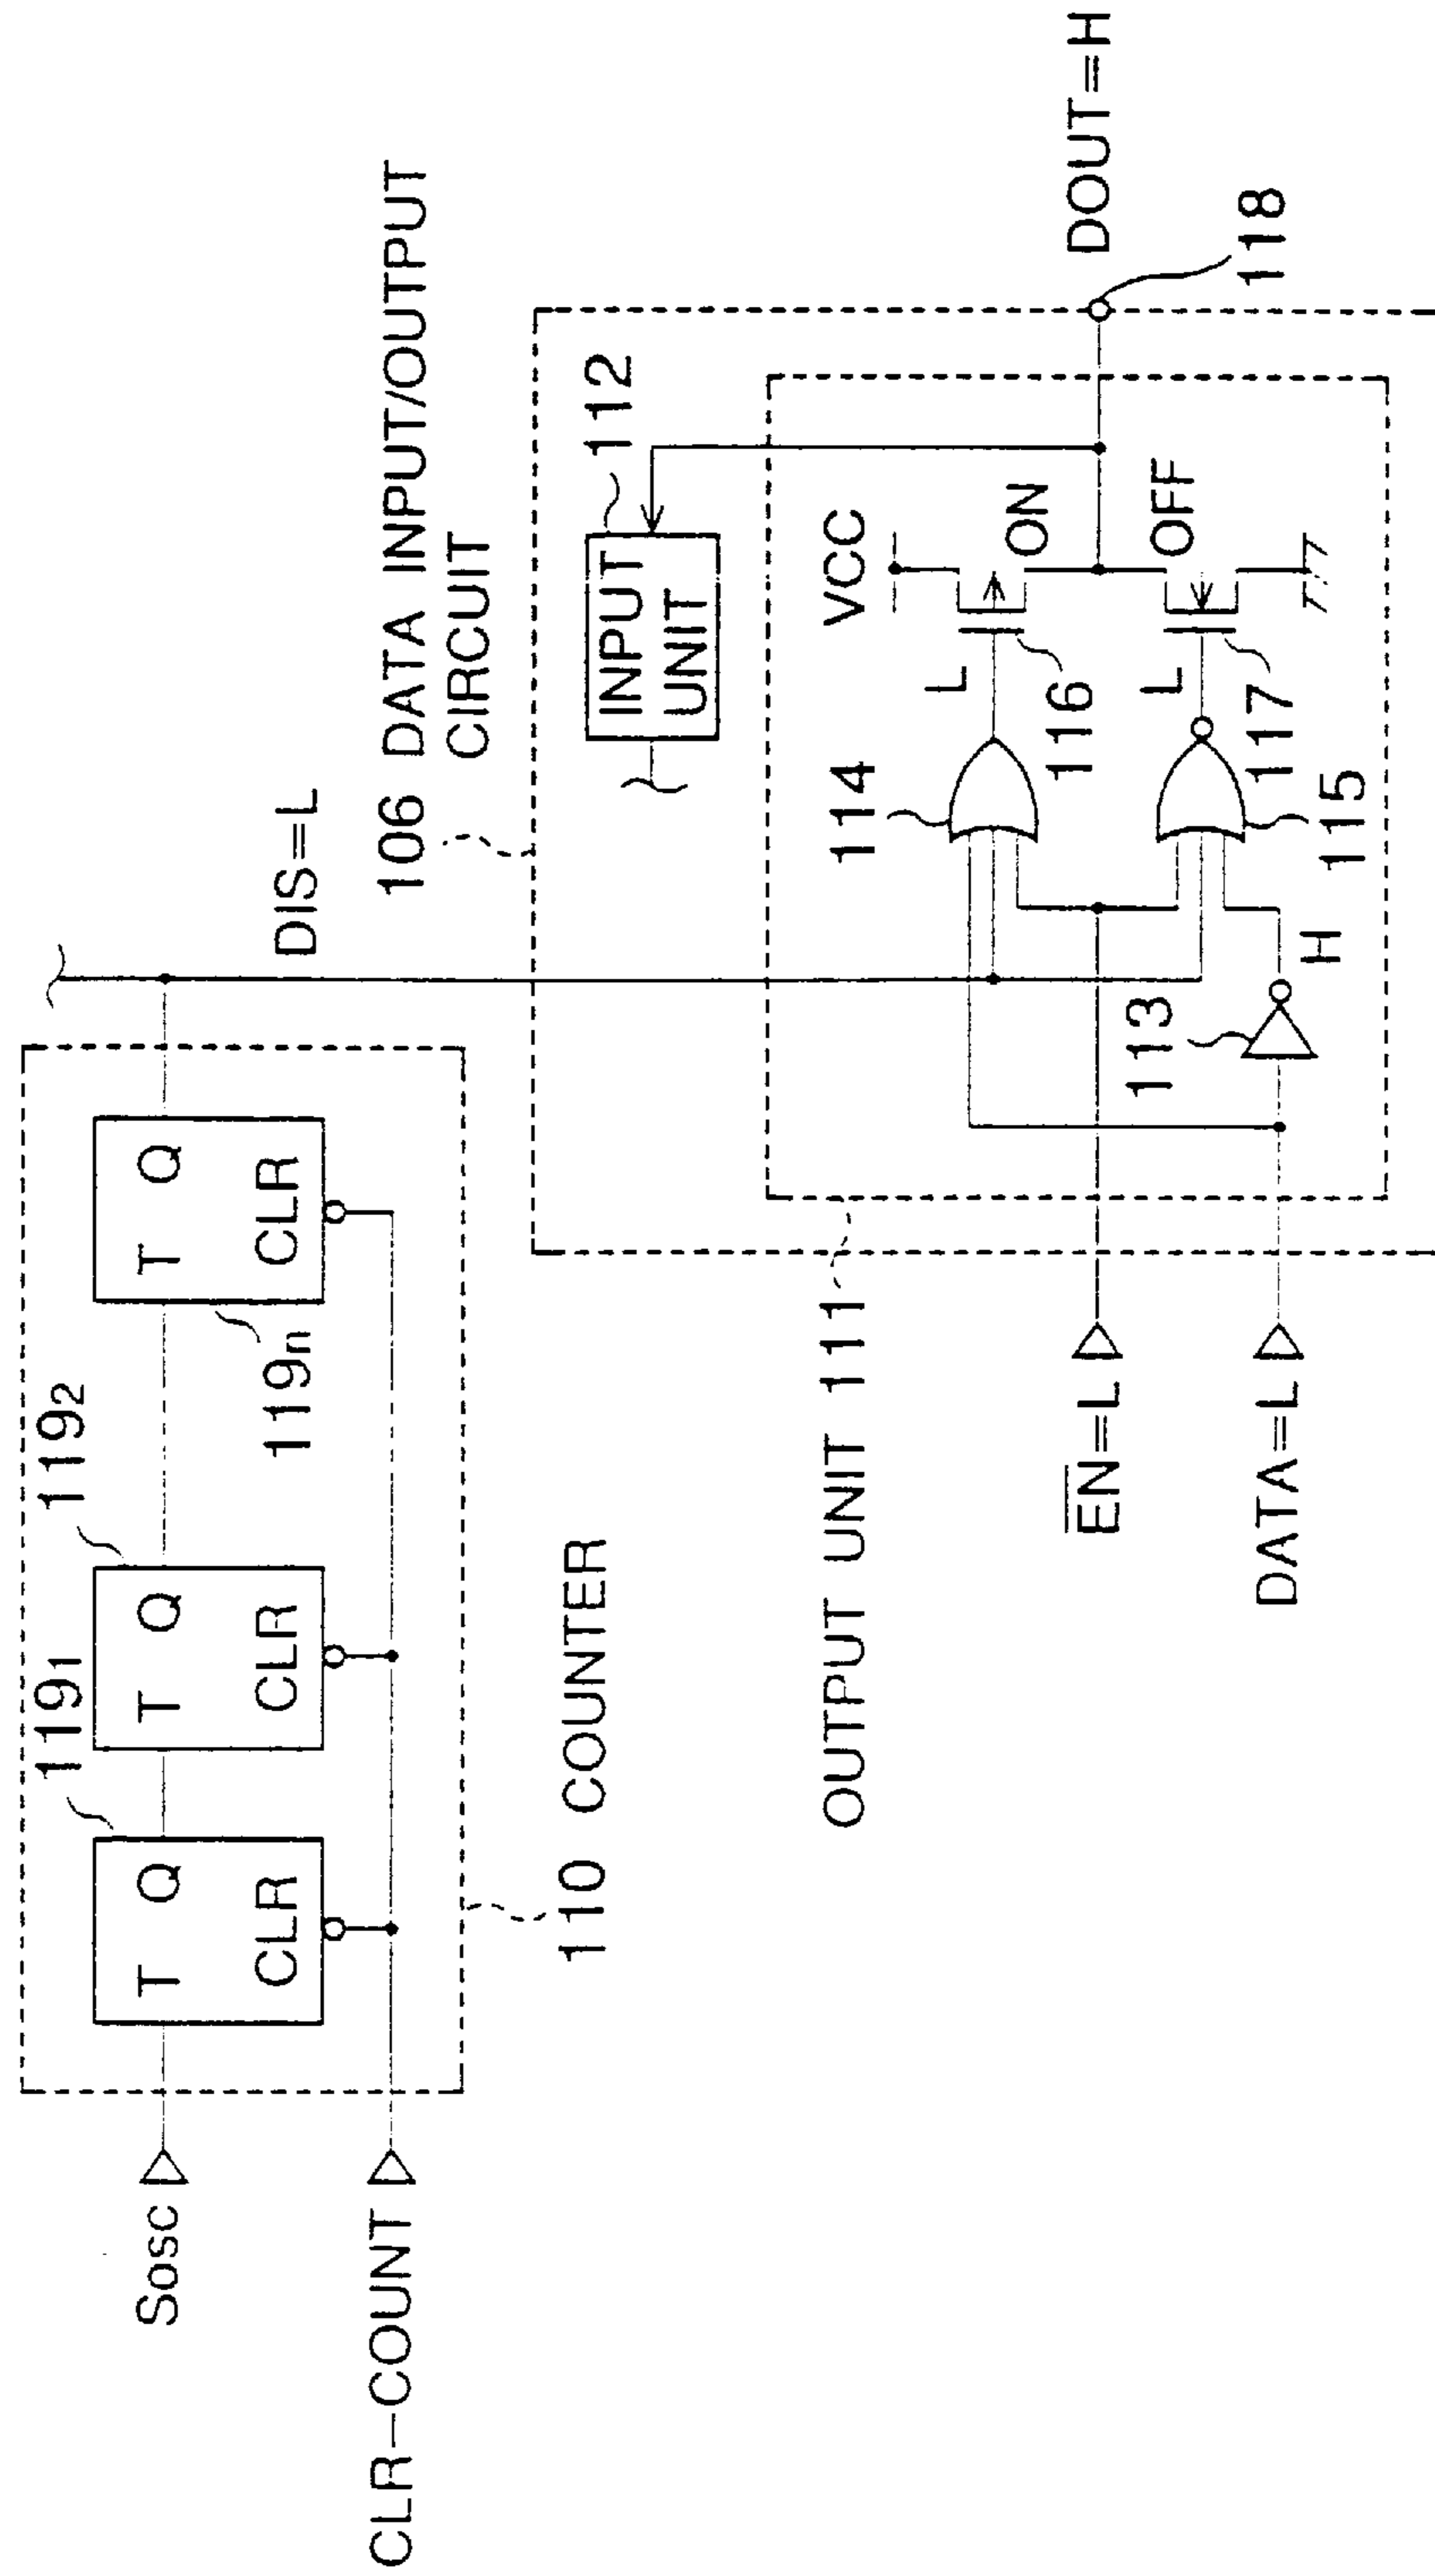 Sosc
CLR-COUNT
119₁
T Q
CLR
119₂
T Q
CLR
119n
T Q
CLR
110 COUNTER
DIS=L
106 DATA INPUT/OUTPUT
CIRCUIT
INPUT
UNIT
112
OUTPUT UNIT 111
E̅N̅=L
DATA=L
113
H
114
115
L
L
116
117
VCC
ON
OFF
DOUT=H
118